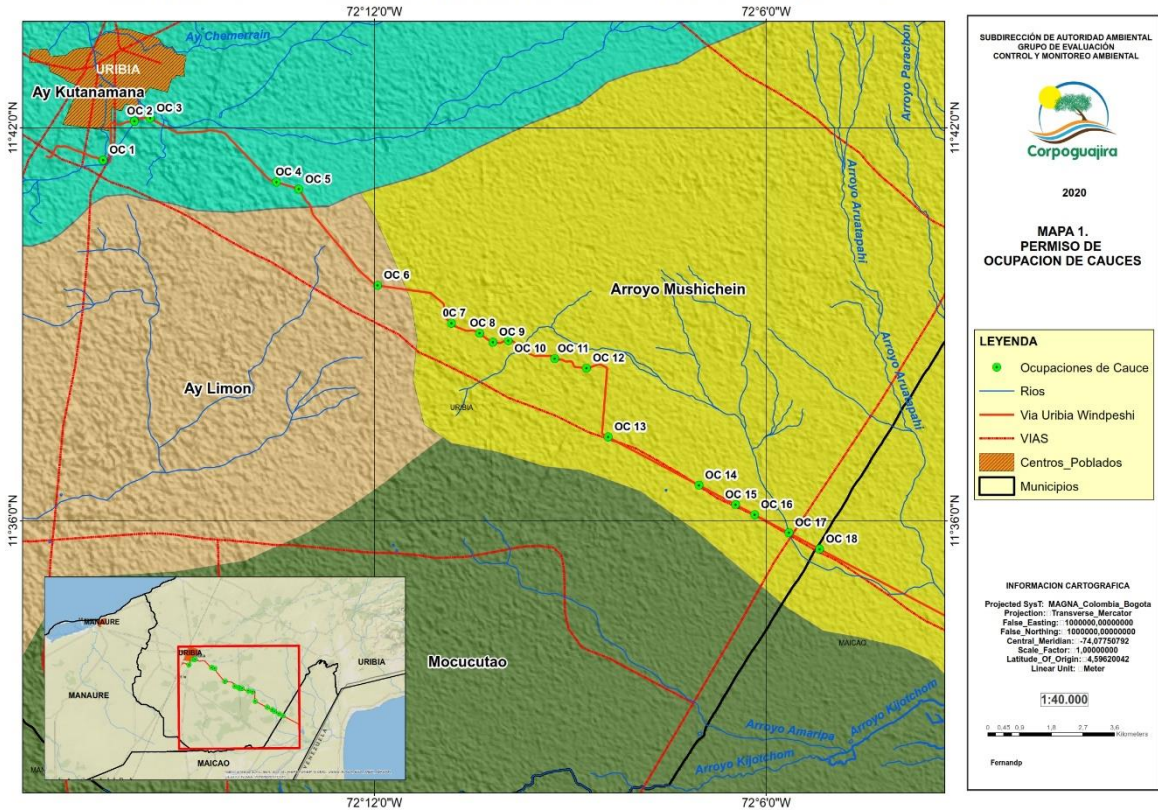 72°12'0"W
72°6'0"W
11°42'0"N
11°42'0"N
11°36'0"N
11°36'0"N
72°12'0"W
72°6'0"W
Ay Chemerrain
URIBIA
Ay Kutanamana
OC 1
OC 2
OC 3
OC 4
OC 5
OC 6
0C 7
OC 8
OC 9
OC 10
OC 11
OC 12
OC 13
OC 14
OC 15
OC 16
OC 17
OC 18
Arroyo Parachon
Arroyo Aruatapahi
Arroyo Aruatapahi
Arroyo Mushichein
Ay Limon
URIBIA
MAICAO
Mocucutao
Arroyo Amaripa
Arroyo Kijotchom
Arroyo Kijotchom
MANAURE
URIBIA
MANAURE
URIBIA
MAICAO
VENEZUELA
SUBDIRECCIÓN DE AUTORIDAD AMBIENTAL
GRUPO DE EVALUACIÓN
CONTROL Y MONITOREO AMBIENTAL
Corpoguajira
2020
MAPA 1.
PERMISO DE
OCUPACION DE CAUCES
LEYENDA
Ocupaciones de Cauce
Rios
Via Uribia Windpeshi
VIAS
Centros_Poblados
Municipios
INFORMACION CARTOGRAFICA
Projected SysT: MAGNA_Colombia_Bogota
Projection: Transverse_Mercator
False_Easting: 1000000,00000000
False_Northing: 1000000,00000000
Central_Meridian: -74,07750792
Scale_Factor: 1,00000000
Latitude_Of_Origin: 4,59620042
Linear Unit: Meter
1:40.000
0 0,45 0,9 1,8 2,7 3,6
Kilometers
Fernandp